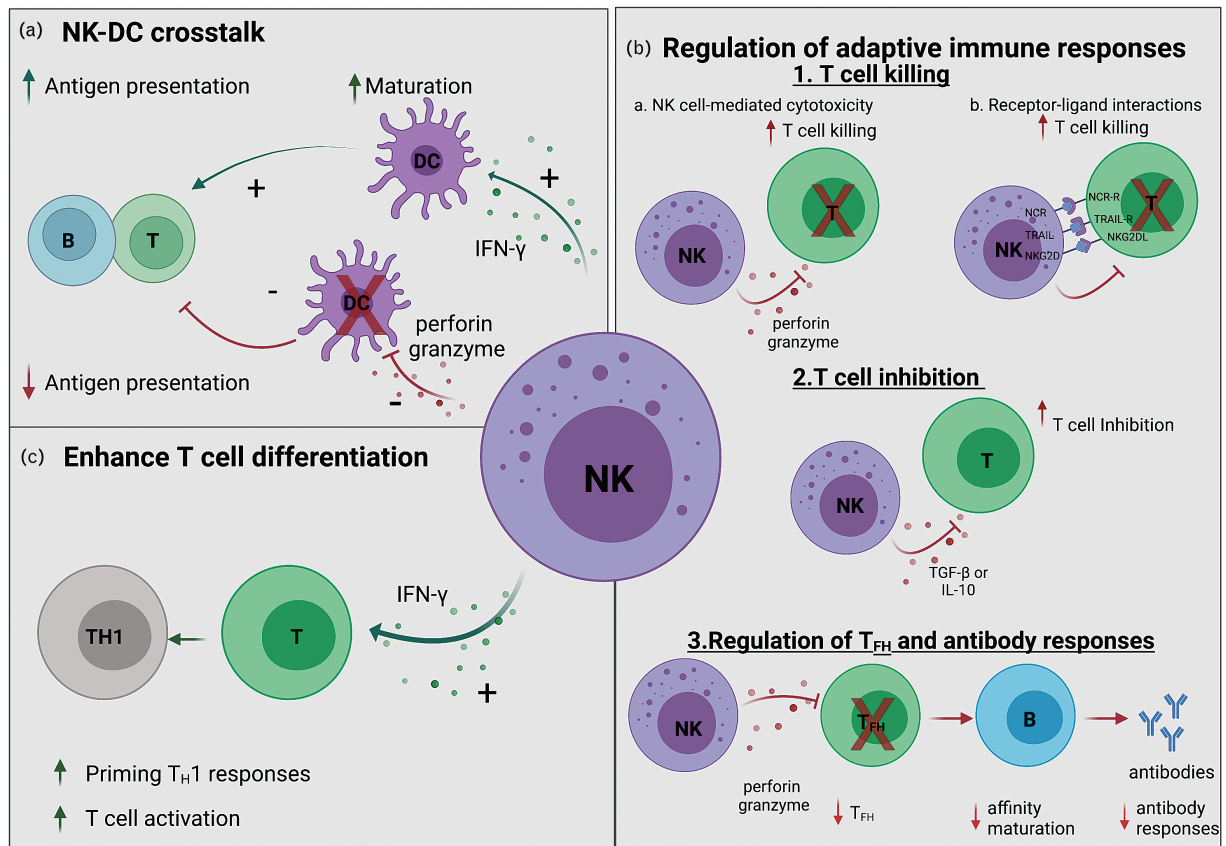 (a) NK-DC crosstalk
Antigen presentation
Maturation
DC
+
+
B
T
IFN-γ
-
DC
perforin
granzyme
-
Antigen presentation
NK
(b) Regulation of adaptive immune responses
1. T cell killing
a. NK cell-mediated cytotoxicity
T cell killing
NK
T
perforin
granzyme
b. Receptor-ligand interactions
T cell killing
NK
NCR
TRAIL
NKG2D
NCR-R
TRAIL-R
NKG2DL
T
2.T cell inhibition
T cell Inhibition
NK
T
TGF-β or
IL-10
3.Regulation of TFH and antibody responses
NK
TFH
B
perforin
granzyme
antibodies
TFH
affinity
maturation
antibody
responses
(c) Enhance T cell differentiation
IFN-γ
TH1
T
+
Priming TH1 responses
T cell activation